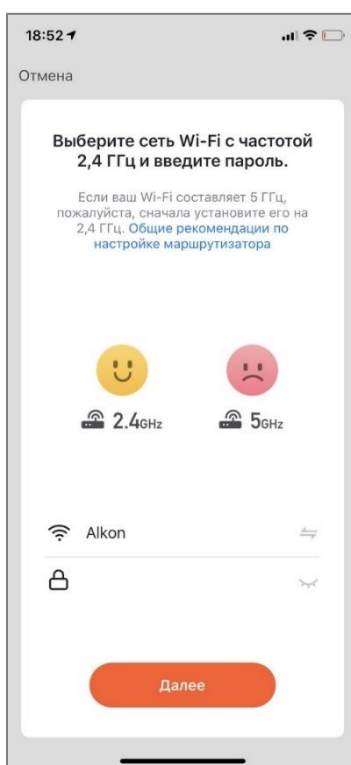 18:52
Отмена
Выберите сеть Wi-Fi с частотой
2,4 ГГц и введите пароль.
Если ваш Wi-Fi составляет 5 ГГц,
пожалуйста, сначала установите его на
2,4 ГГц. Общие рекомендации по
настройке маршрутизатора
2.4GHz 5GHz
Alkon
Далее